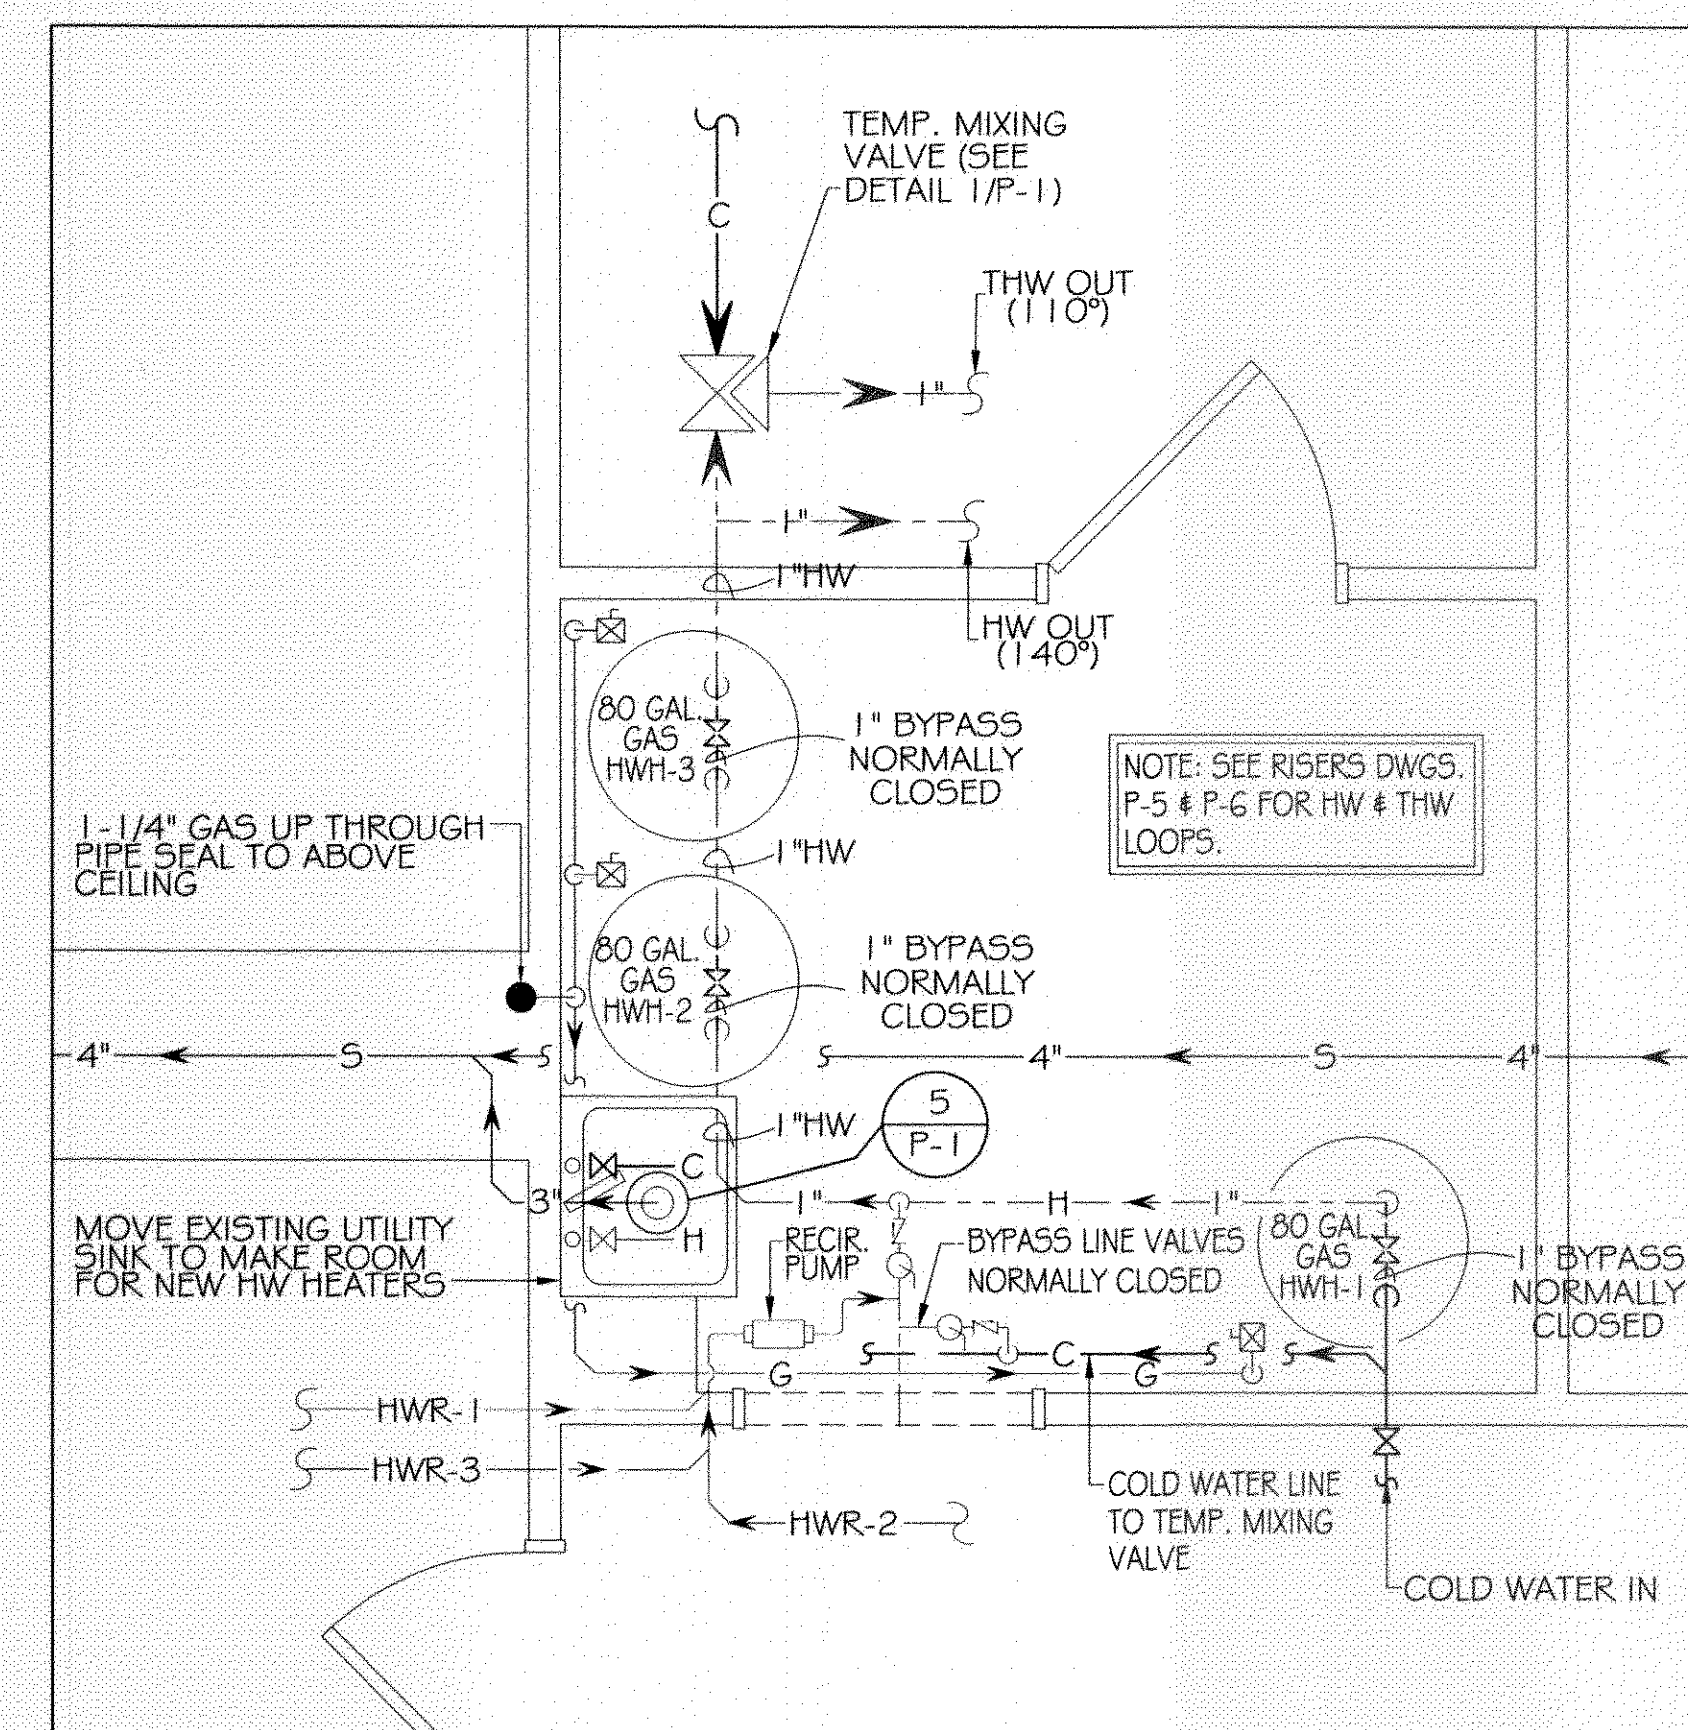 TEMP. MIXING
VALVE (SEE
DETAIL 1/P-1)
C
THW OUT
(110°)
1"
1"
1"HW
HW OUT
(140°)
80 GAL.
GAS
HWH-3
1" BYPASS
NORMALLY
CLOSED
NOTE: SEE RISERS DWGS.
P-5 & P-6 FOR HW & THW
LOOPS.
1-1/4" GAS UP THROUGH
PIPE SEAL TO ABOVE
CEILING
1"HW
80 GAL.
GAS
HWH-2
1" BYPASS
NORMALLY
CLOSED
4" S S S 4" S 4"
1"HW
5
P-1
C
3"
H
1" H 1"
MOVE EXISTING UTILITY
SINK TO MAKE ROOM
FOR NEW HW HEATERS
RECIR.
PUMP
BYPASS LINE VALVES
NORMALLY CLOSED
80 GAL.
GAS
HWH-1
1" BYPASS
NORMALLY
CLOSED
S C S S
G G
HWR-1
HWR-3
HWR-2
COLD WATER LINE
TO TEMP. MIXING
VALVE
COLD WATER IN